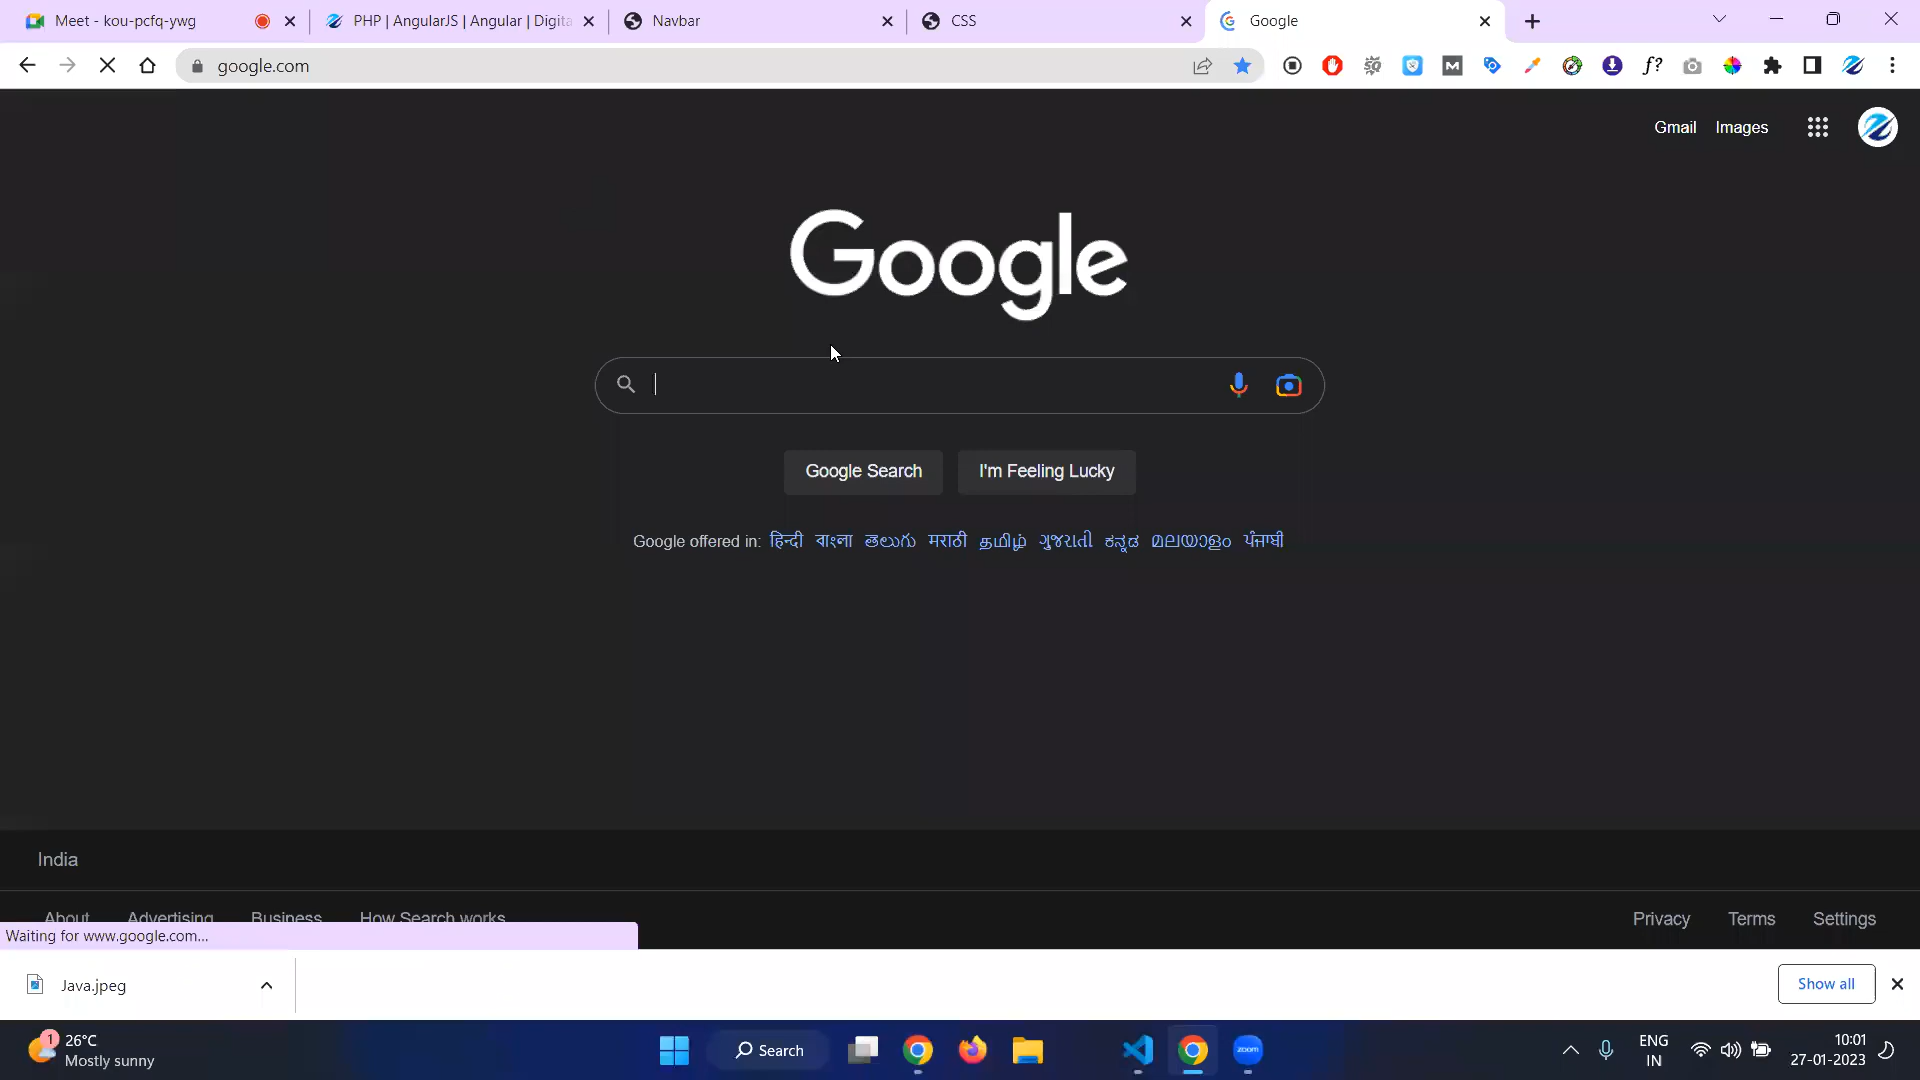 Meet - kou-pcfq-ywg
PHP | AngularJS | Angular | Digita
Navbar
CSS
Google
google.com
Gmail Images
Google
Google Search
I'm Feeling Lucky
Google offered in: हिन्दी বাংলা తెలుగు मराठी தமிழ் ગુજરાતી ಕನ್ನಡ മലയാളം ਪੰਜਾਬੀ
India
About Advertising Business How Search works
Privacy Terms Settings
Waiting for www.google.com...
Java.jpeg
Show all
1
26°C
Mostly sunny
Search
zoom
ENG
IN
10:01
27-01-2023